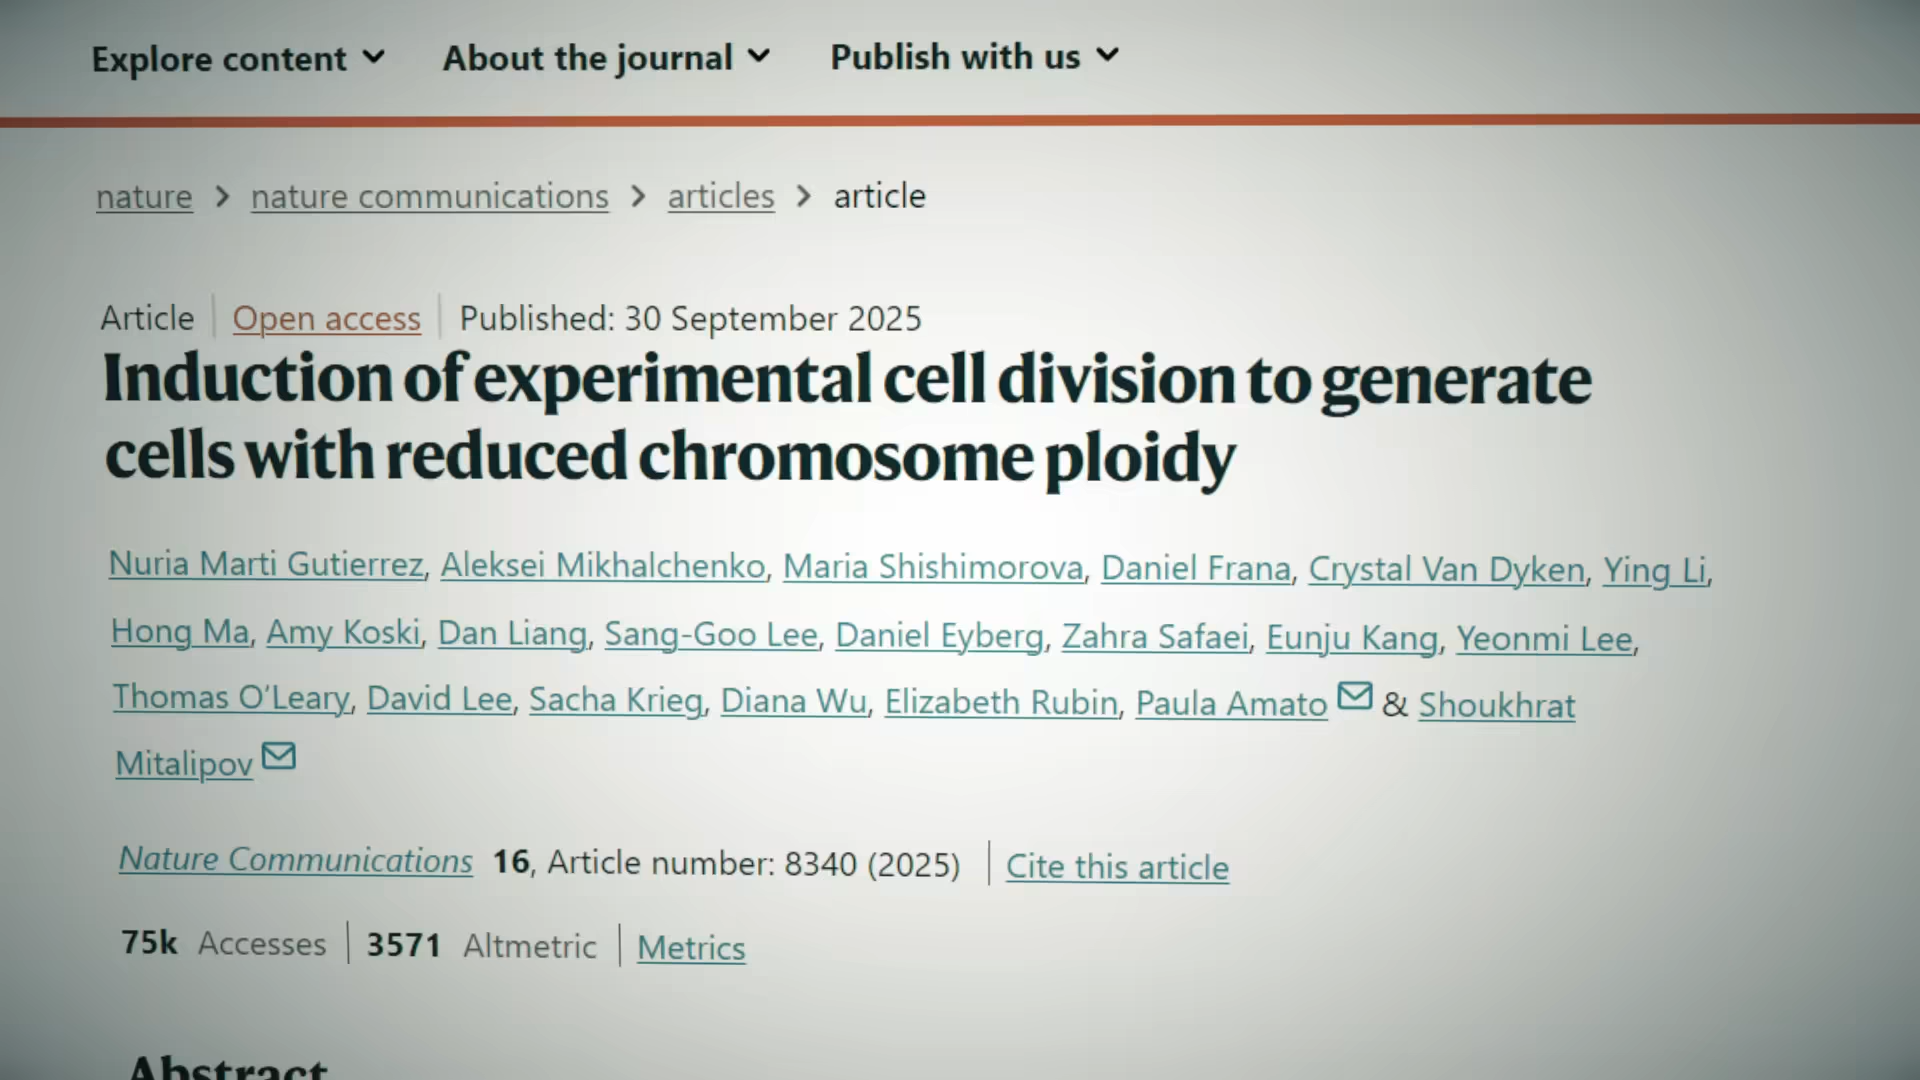 Explore content About the journal Publish with us
nature > nature communications > articles > article
Article | Open access | Published: 30 September 2025
Induction of experimental cell division to generate
cells with reduced chromosome ploidy
Nuria Marti Gutierrez, Aleksei Mikhalchenko, Maria Shishimorova, Daniel Frana, Crystal Van Dyken, Ying Li,
Hong Ma, Amy Koski, Dan Liang, Sang-Goo Lee, Daniel Eyberg, Zahra Safaei, Eunju Kang, Yeonmi Lee,
Thomas O'Leary, David Lee, Sacha Krieg, Diana Wu, Elizabeth Rubin, Paula Amato & Shoukhrat
Mitalipov
Nature Communications 16, Article number: 8340 (2025) | Cite this article
75k Accesses | 3571 Altmetric | Metrics
Abstract